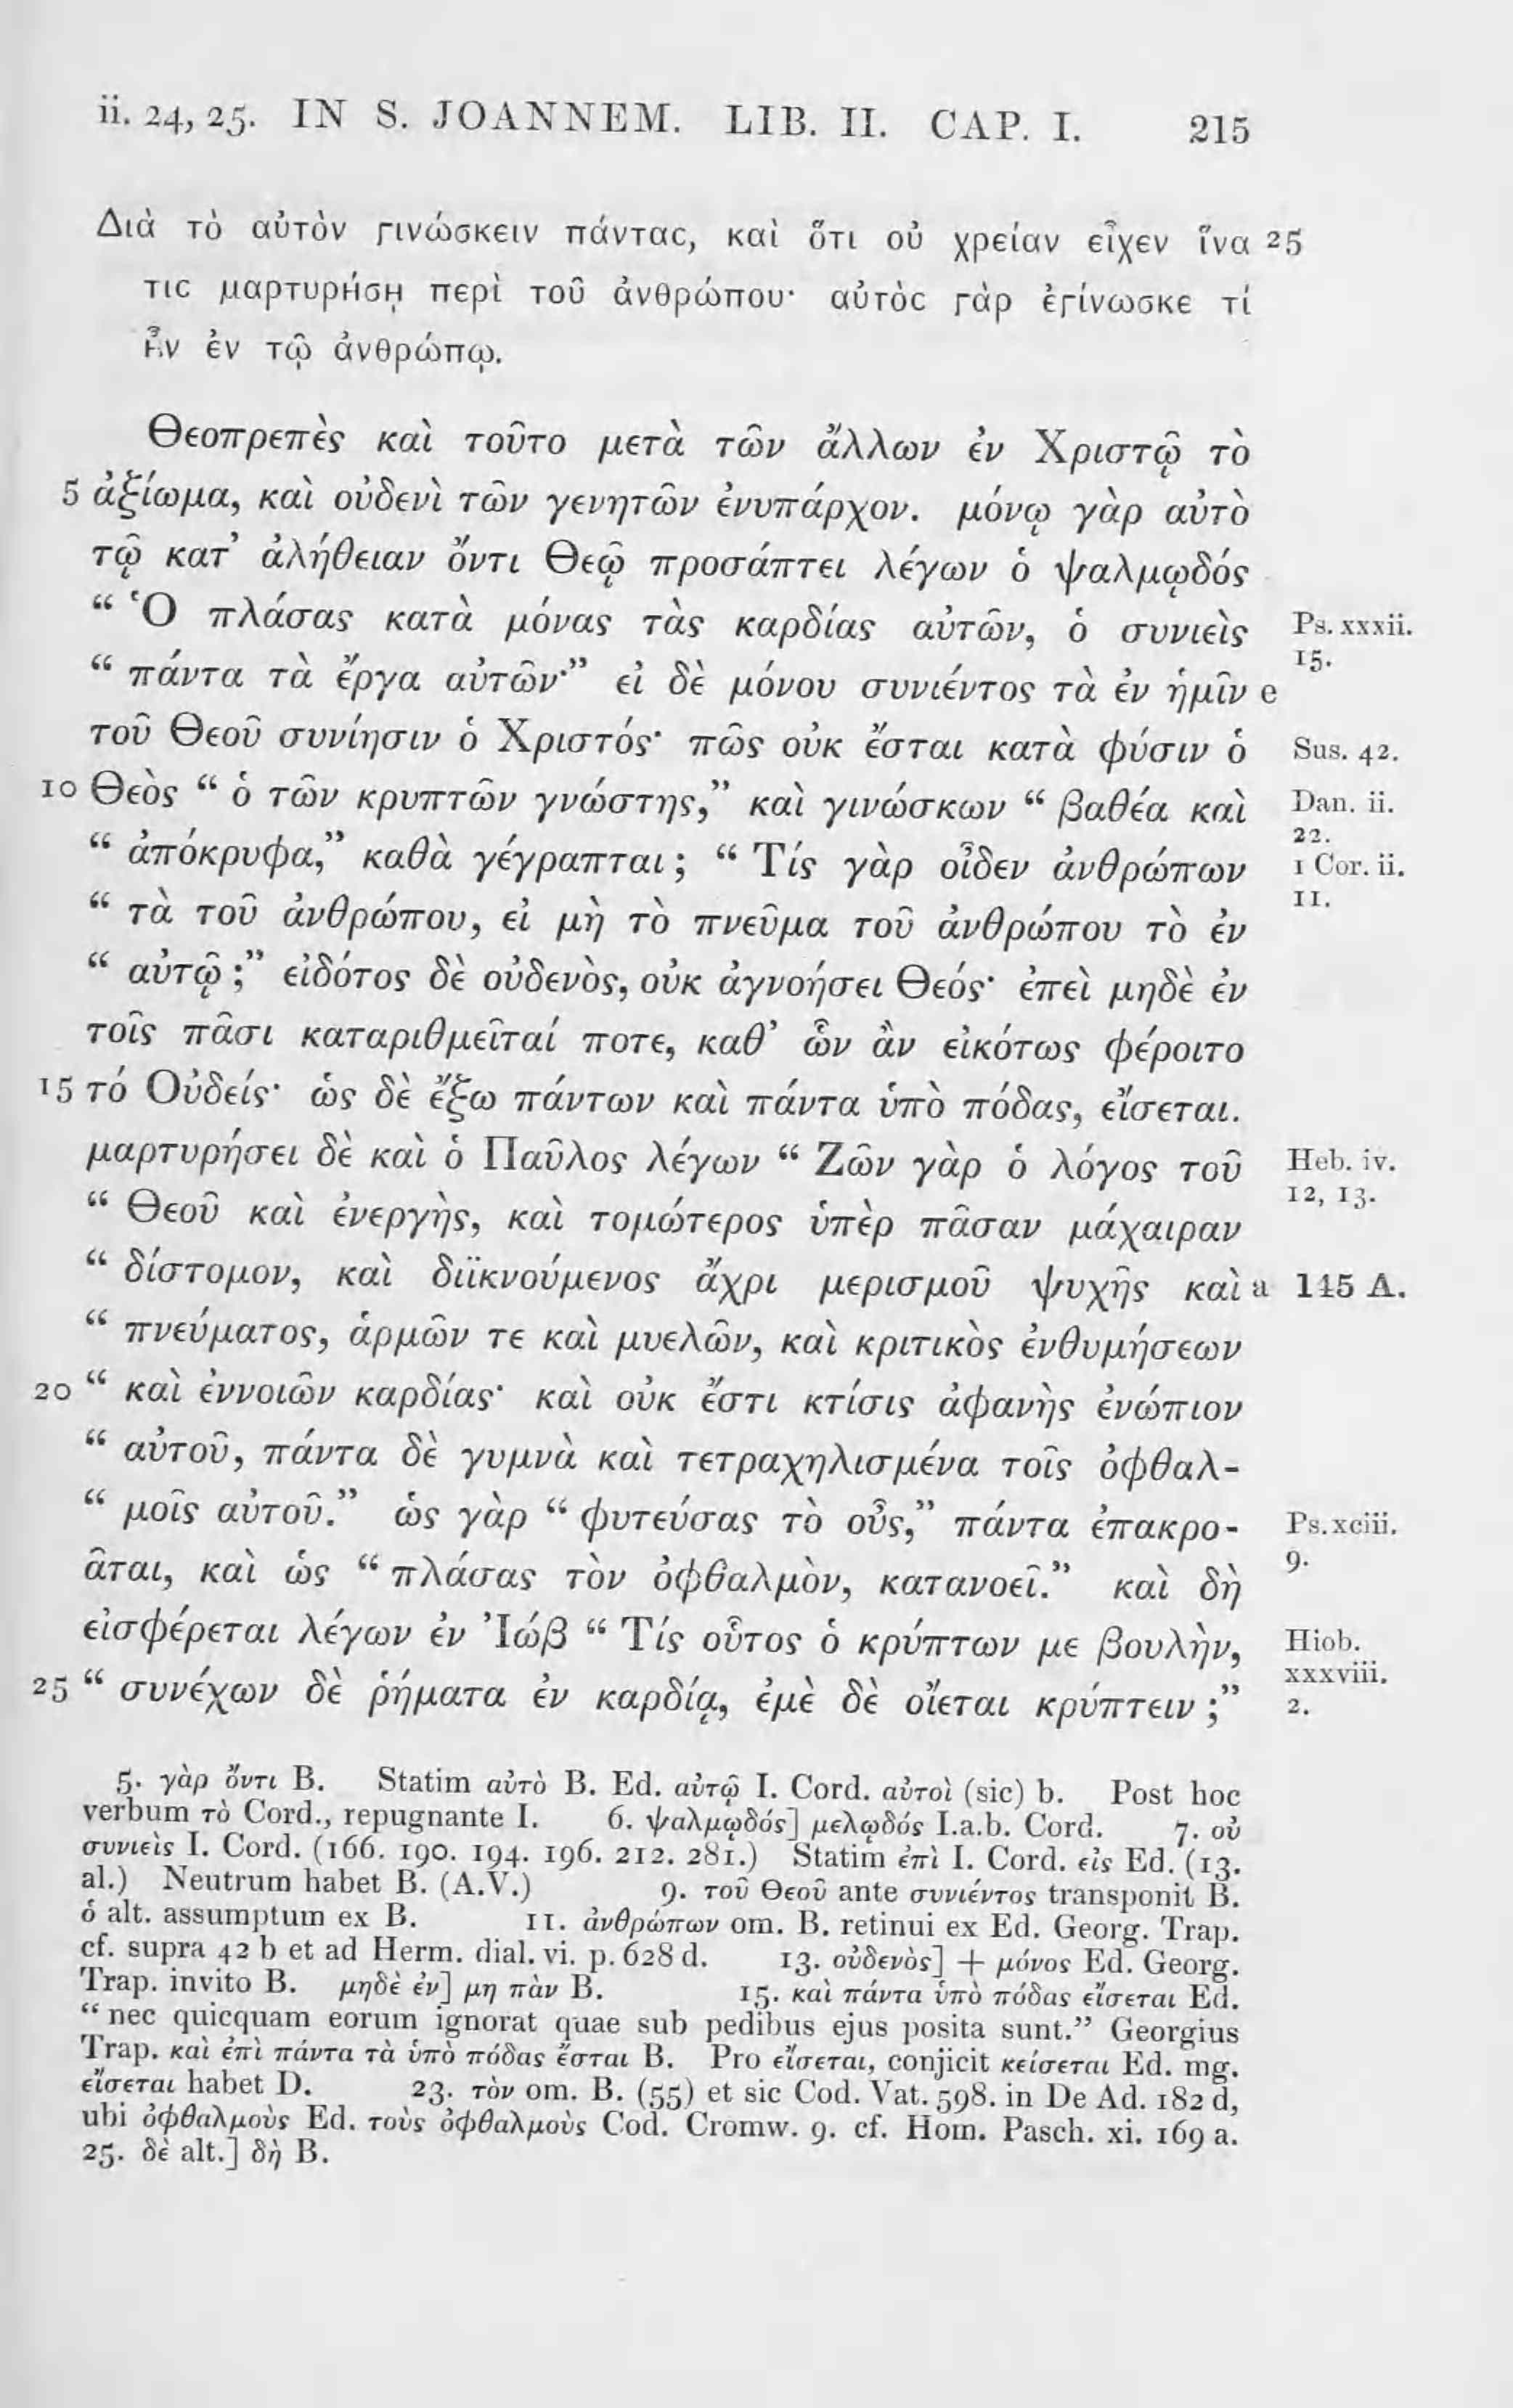 ii. 24, 25. IN S. JOANNEM. LIB. II. CAP. I. 215
Διὰ τὸ αὐτὸν γινώσκειν πάντας, καὶ ὅτι οὐ χρείαν εἶχεν ἵνα 25
τις μαρτυρήσῃ περὶ τοῦ ἀνθρώπου· αὐτὸς γὰρ ἐγίνωσκε τί
ἦν ἐν τῷ ἀνθρώπῳ.
Θεοπρεπὲς καὶ τοῦτο μετὰ τῶν ἄλλων ἐν Χριστῷ τὸ
5 ἀξίωμα, καὶ οὐδενὶ τῶν γενητῶν ἐνυπάρχον. μόνῳ γὰρ αὐτὸ
τῷ κατ' ἀλήθειαν ὄντι Θεῷ προσάπτει λέγων ὁ ψαλμῳδός
“ Ὁ πλάσας κατὰ μόνας τὰς καρδίας αὐτῶν, ὁ συνιεὶς Ps. xxxii.
“ πάντα τὰ ἔργα αὐτῶν·” εἰ δὲ μόνου συνιέντος τὰ ἐν ἡμῖν e 15.
τοῦ Θεοῦ συνίησιν ὁ Χριστός· πῶς οὐκ ἔσται κατὰ φύσιν ὁ Sus. 42.
10 Θεὸς “ ὁ τῶν κρυπτῶν γνώστης,” καὶ γινώσκων “ βαθέα καὶ Dan. ii.
22.
“ ἀπόκρυφα,” καθὰ γέγραπται ; “ Τίς γὰρ οἶδεν ἀνθρώπων 1 Cor. ii.
“ τὰ τοῦ ἀνθρώπου, εἰ μὴ τὸ πνεῦμα τοῦ ἀνθρώπου τὸ ἐν 11.
“ αὐτῷ ;” εἰδότος δὲ οὐδενὸς, οὐκ ἀγνοήσει Θεός· ἐπεὶ μηδὲ ἐν
τοῖς πᾶσι καταριθμεῖταί ποτε, καθ' ὧν ἂν εἰκότως φέροιτο
15 τό Οὐδείς· ὡς δὲ ἔξω πάντων καὶ πάντα ὑπὸ πόδας, εἴσεται.
μαρτυρήσει δὲ καὶ ὁ Παῦλος λέγων “ Ζῶν γὰρ ὁ λόγος τοῦ Heb. iv.
“ Θεοῦ καὶ ἐνεργὴς, καὶ τομώτερος ὑπὲρ πᾶσαν μάχαιραν 12, 13.
“ δίστομον, καὶ διϊκνούμενος ἄχρι μερισμοῦ ψυχῆς καὶ a 145 A.
“ πνεύματος, ἁρμῶν τε καὶ μυελῶν, καὶ κριτικὸς ἐνθυμήσεων
20 “ καὶ ἐννοιῶν καρδίας· καὶ οὐκ ἔστι κτίσις ἀφανὴς ἐνώπιον
“ αὐτοῦ, πάντα δὲ γυμνὰ καὶ τετραχηλισμένα τοῖς ὀφθαλ-
“ μοῖς αὐτοῦ.” ὡς γὰρ “ φυτεύσας τὸ οὖς,” πάντα ἐπακρο- Ps. xciii.
ᾶται, καὶ ὡς “ πλάσας τὸν ὀφθαλμὸν, κατανοεῖ.” καὶ δὴ 9.
εἰσφέρεται λέγων ἐν Ἰώβ “ Τίς οὗτος ὁ κρύπτων με βουλὴν, Hiob.
xxxviii.
25 “ συνέχων δὲ ῥήματα ἐν καρδίᾳ, ἐμὲ δὲ οἴεται κρύπτειν ;” 2.
5. γὰρ ὄντι B. Statim αὐτὸ B. Ed. αὐτῷ I. Cord. αὐτοὶ (sic) b. Post hoc
verbum τὸ Cord., repugnante I. 6. ψαλμῳδός] μελῳδός I.a.b. Cord. 7. οὐ
συνιεὶς I. Cord. (166. 190. 194. 196. 212. 281.) Statim ἐπὶ I. Cord. εἰς Ed. (13.
al.) Neutrum habet B. (A.V.) 9. τοῦ Θεοῦ ante συνιέντος transponit B.
ὁ alt. assumptum ex B. 11. ἀνθρώπων om. B. retinui ex Ed. Georg. Trap.
cf. supra 42 b et ad Herm. dial. vi. p. 628 d. 13. οὐδενὸς] + μόνος Ed. Georg.
Trap. invito B. μηδὲ ἐν] μη πὰν B. 15. καὶ πάντα ὑπὸ πόδας εἴσεται Ed.
“ nec quicquam eorum ignorat quae sub pedibus ejus posita sunt.” Georgius
Trap. καὶ ἐπὶ πάντα τὰ ὑπὸ πόδας ἔσται B. Pro εἴσεται, conjicit κείσεται Ed. mg.
εἴσεται habet D. 23. τὸν om. B. (55) et sic Cod. Vat. 598. in De Ad. 182 d,
ubi ὀφθαλμοὺς Ed. τοὺς ὀφθαλμοὺς Cod. Cromw. 9. cf. Hom. Pasch. xi. 169 a.
25. δὲ alt.] δὴ B.